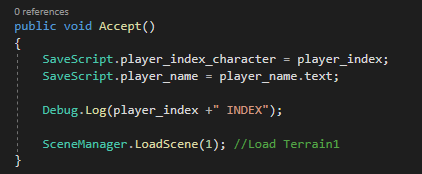 0 references
public void Accept()
{
SaveScript.player_index_character = player_index;
SaveScript.player_name = player_name.text;
Debug.Log(player_index +" INDEX");
SceneManager.LoadScene(1); //Load Terrain1
}